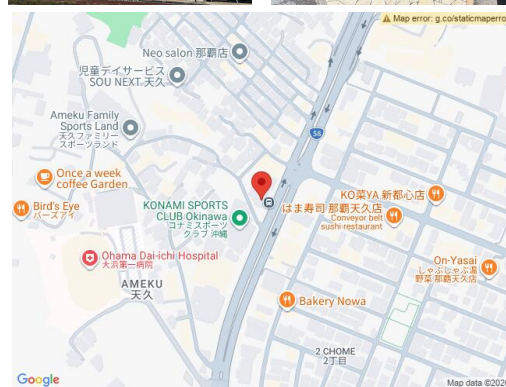 Map error: g.co/staticmaperro
Neo salon 那覇店
児童デイサービス
SOU NEXT 天久
Ameku Family
Sports Land
天久ファミリー
スポーツランド
58
Once a week
coffee Garden
Bird's Eye
バーズアイ
KONAMI SPORTS
CLUB Okinawa
コナミスポーツ
クラブ 沖縄
KO菜YA 新都心店
はま寿司 那覇天久店
Conveyor belt
sushi restaurant
Ohama Dai-ichi Hospital
大浜第一病院
AMEKU
天久
On-Yasai
しゃぶしゃぶ温
野菜 那覇天久店
Bakery Nowa
2 CHOME
2丁目
Google
Map data ©202